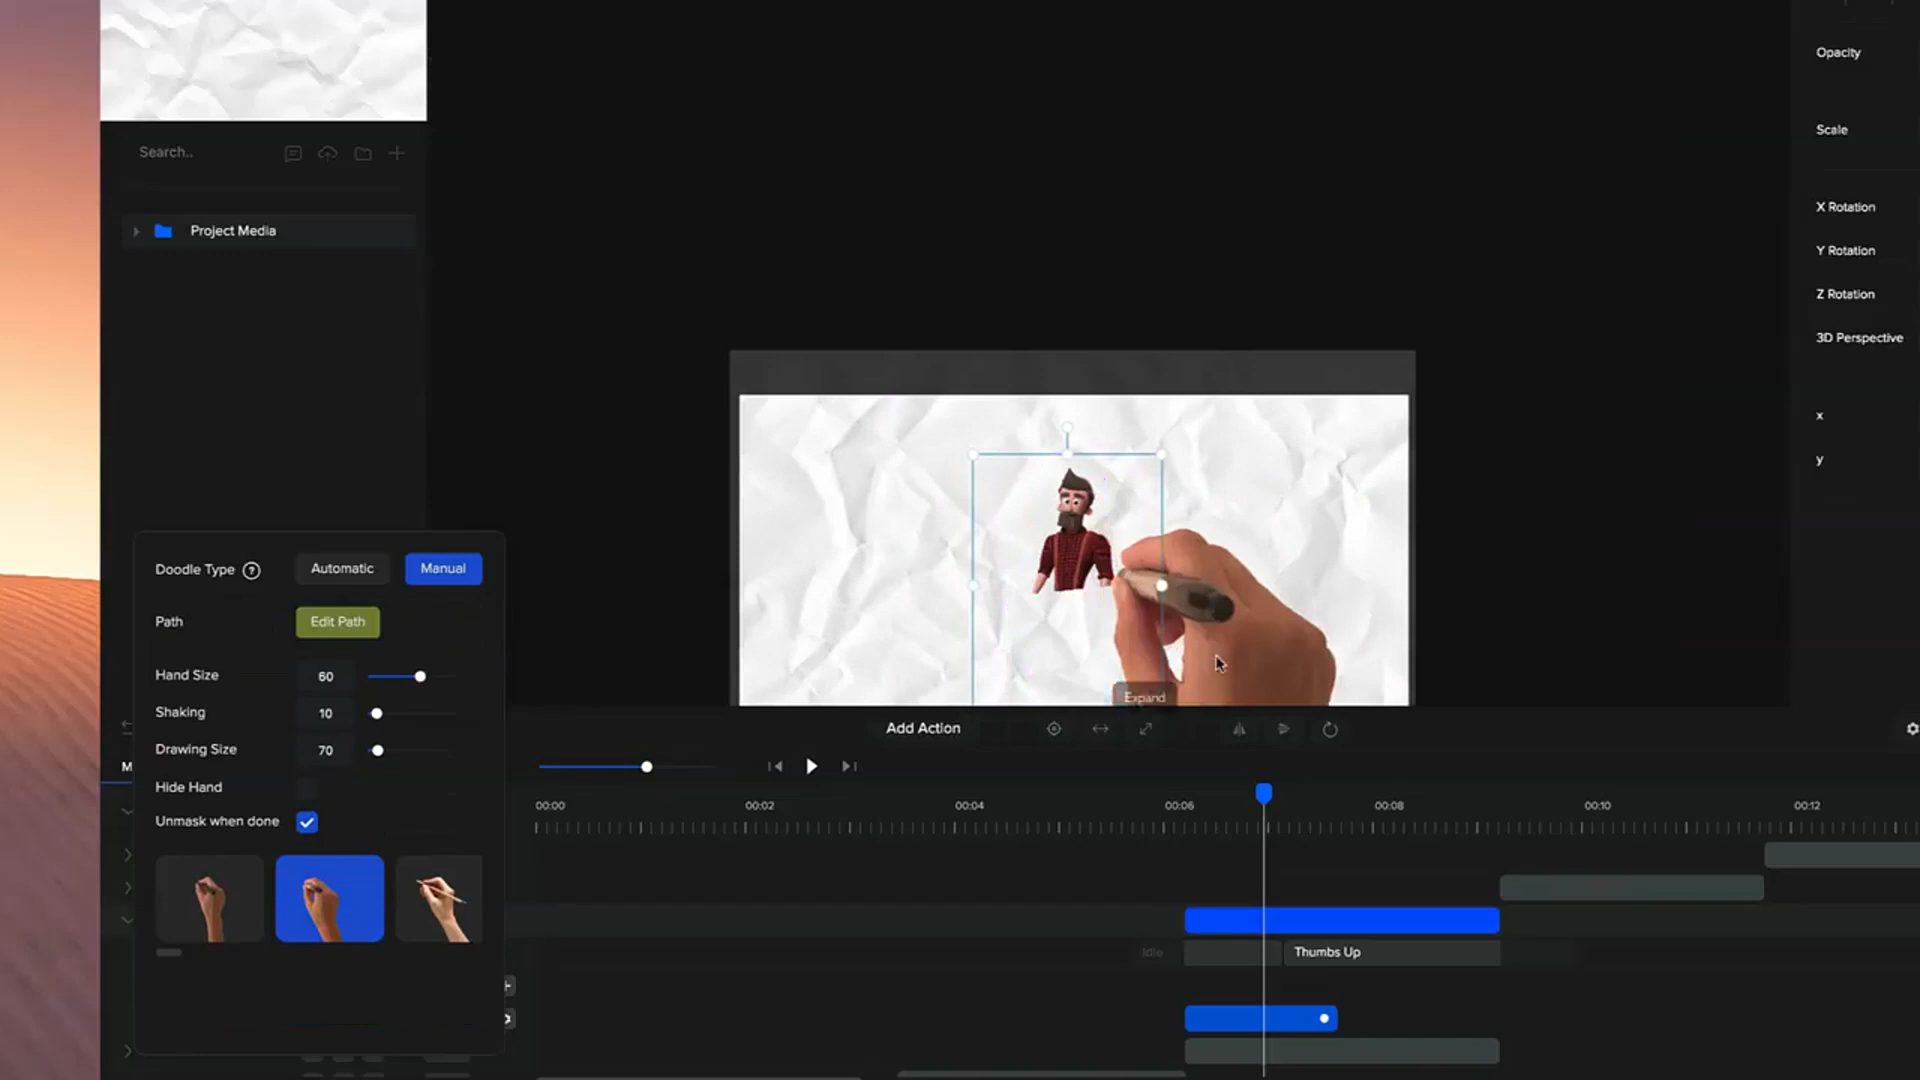 Search..
Project Media
Opacity
Scale
X Rotation
Y Rotation
Z Rotation
3D Perspective
x
y
Doodle Type ?
Automatic
Manual
Path
Edit Path
Hand Size
60
Shaking
10
Drawing Size
70
Hide Hand
Unmask when done
Expand
Add Action
M
00:00
00:02
00:04
00:06
00:08
00:10
00:12
Idle
Thumbs Up